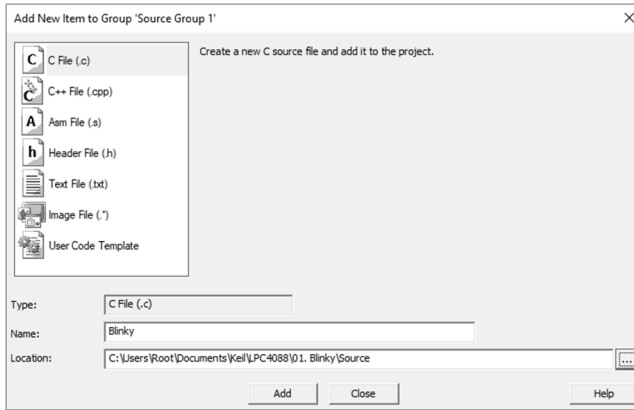 Add New Item to Group 'Source Group 1'
C File (.c)
Create a new C source file and add it to the project.
C++ File (.cpp)
Asm File (.s)
Header File (.h)
Text File (.txt)
Image File (.*)
User Code Template
Type: C File (.c)
Name: Blinky
Location: C:\Users\Root\Documents\Keil\LPC4088\01. Blinky\Source ...
Add Close Help